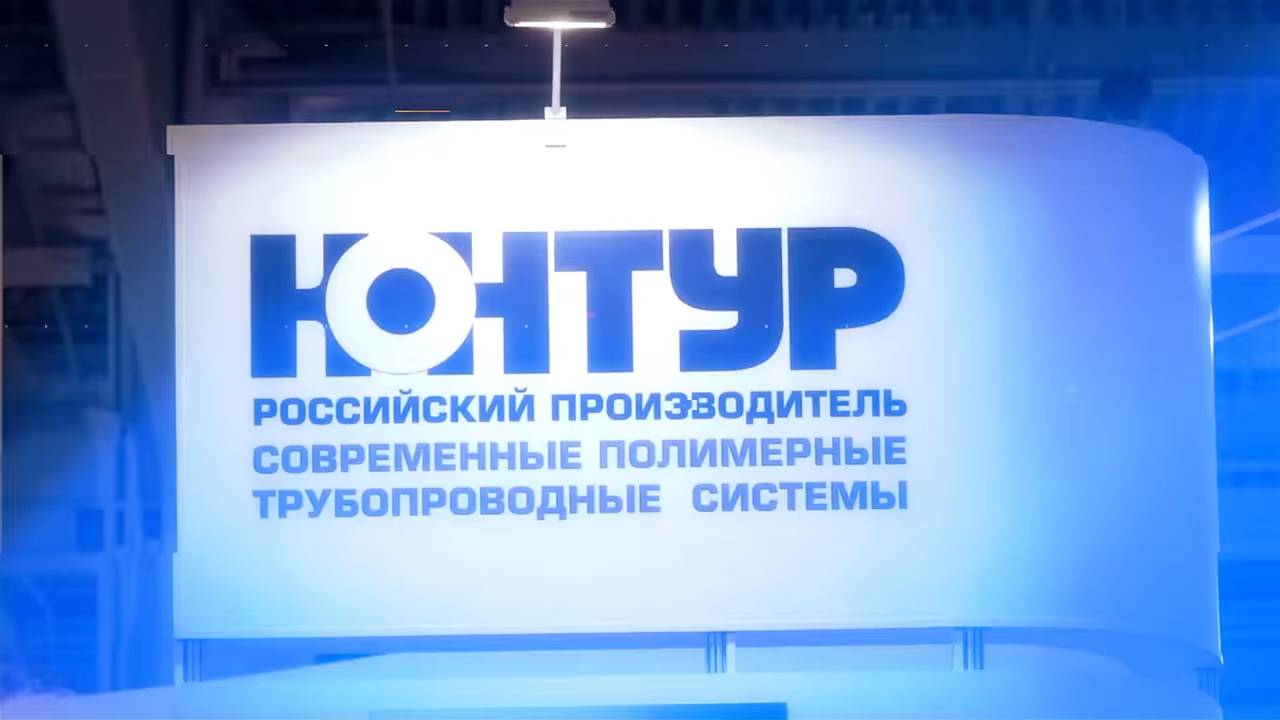 КОНТУР
РОССИЙСКИЙ ПРОИЗВОДИТЕЛЬ
СОВРЕМЕННЫЕ ПОЛИМЕРНЫЕ
ТРУБОПРОВОДНЫЕ СИСТЕМЫ